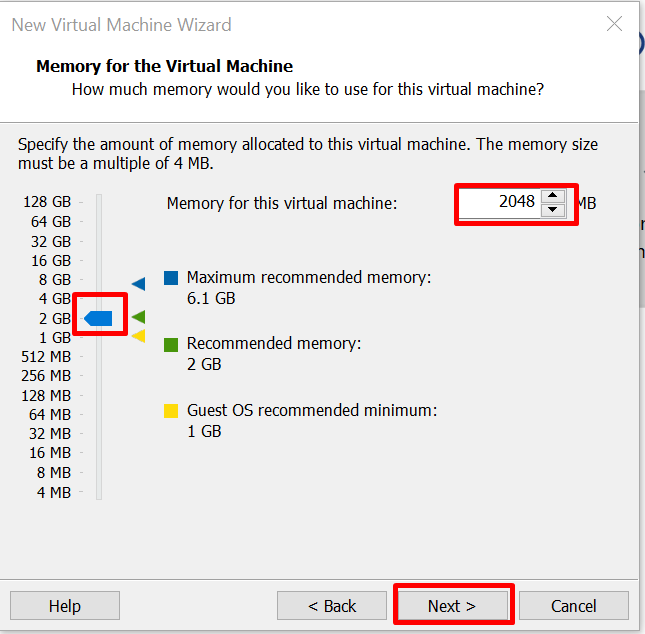 New Virtual Machine Wizard
Memory for the Virtual Machine
How much memory would you like to use for this virtual machine?
Specify the amount of memory allocated to this virtual machine. The memory size
must be a multiple of 4 MB.
128 GB
64 GB
32 GB
16 GB
8 GB
4 GB
2 GB
1 GB
512 MB
256 MB
128 MB
64 MB
32 MB
16 MB
8 MB
4 MB
Memory for this virtual machine: 2048 MB
Maximum recommended memory:
6.1 GB
Recommended memory:
2 GB
Guest OS recommended minimum:
1 GB
Help < Back Next > Cancel